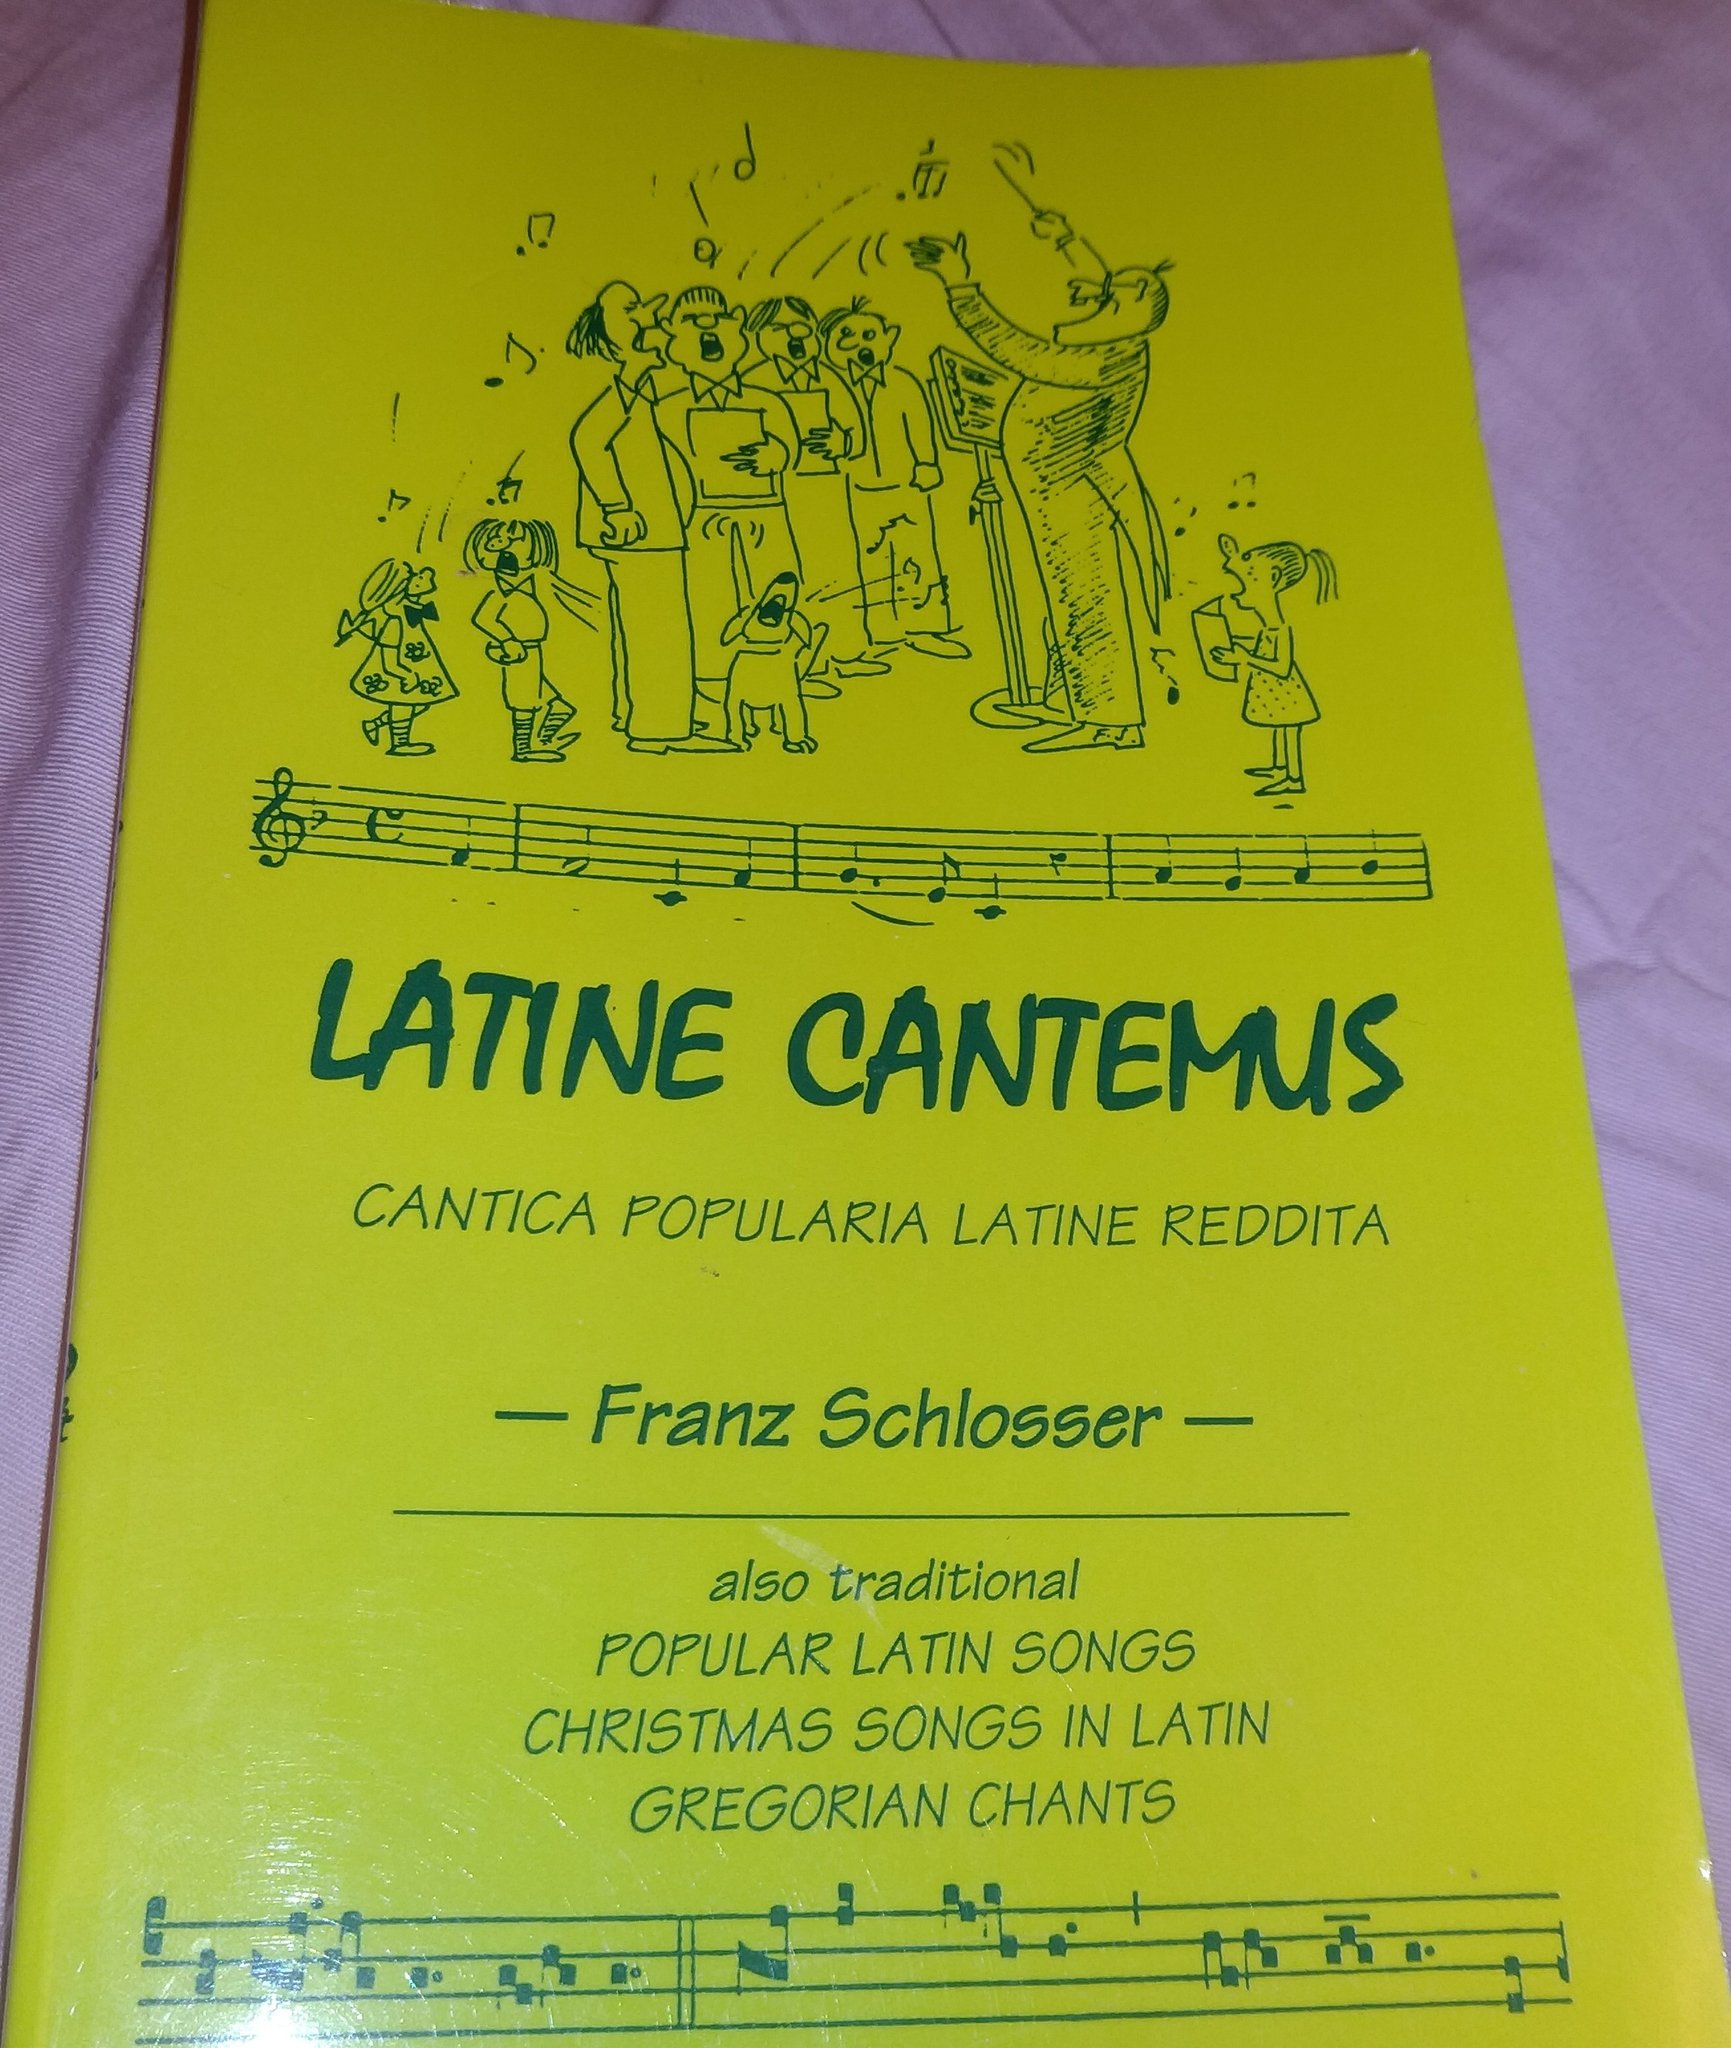 LATINE CANTEMUS
CANTICA POPULARIA LATINE REDDITA
— Franz Schlosser —
also traditional
POPULAR LATIN SONGS
CHRISTMAS SONGS IN LATIN
GREGORIAN CHANTS